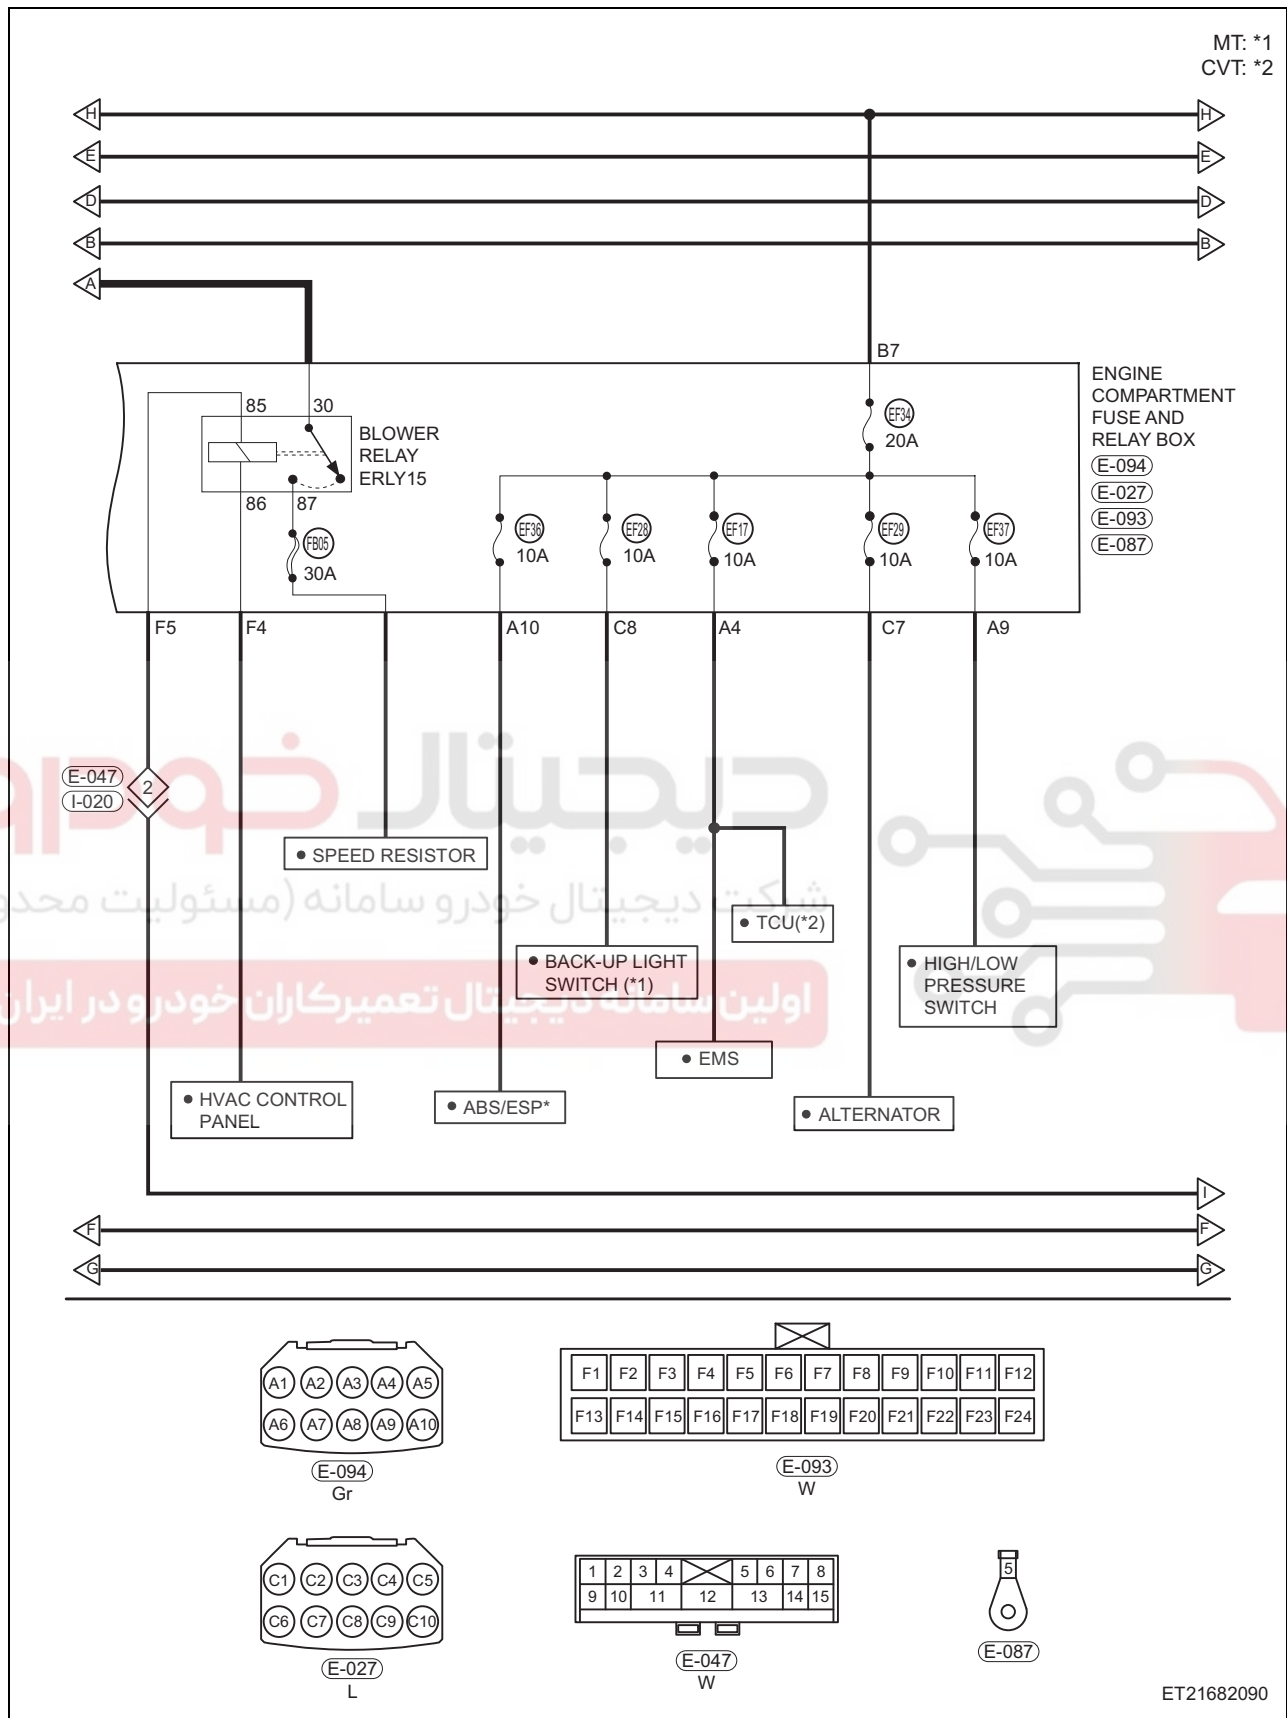 MT: *1
CVT: *2
H H
E E
D D
B B
A
B7
ENGINE
COMPARTMENT
FUSE AND
RELAY BOX
E-094
E-027
E-093
E-087
85 30
BLOWER
RELAY
ERLY15
86 87
FB05
30A
EF34
20A
EF36
10A
EF28
10A
EF17
10A
EF29
10A
EF37
10A
F5 F4 A10 C8 A4 C7 A9
E-047
I-020
2
دیجیتال خودرو
شرکت دیجیتال خودرو سامانه (مسئولیت محدو
اولین سامانه دیجیتال تعمیرکاران خودرو در ایران
• SPEED RESISTOR
• TCU(*2)
• BACK-UP LIGHT
SWITCH (*1)
• HIGH/LOW
PRESSURE
SWITCH
• EMS
• HVAC CONTROL
PANEL
• ABS/ESP*
• ALTERNATOR
I
F F
G G
A1 A2 A3 A4 A5
A6 A7 A8 A9 A10
E-094
Gr
F1 F2 F3 F4 F5 F6 F7 F8 F9 F10 F11 F12
F13 F14 F15 F16 F17 F18 F19 F20 F21 F22 F23 F24
E-093
W
C1 C2 C3 C4 C5
C6 C7 C8 C9 C10
E-027
L
1 2 3 4 5 6 7 8
9 10 11 12 13 14 15
E-047
W
5
E-087
ET21682090